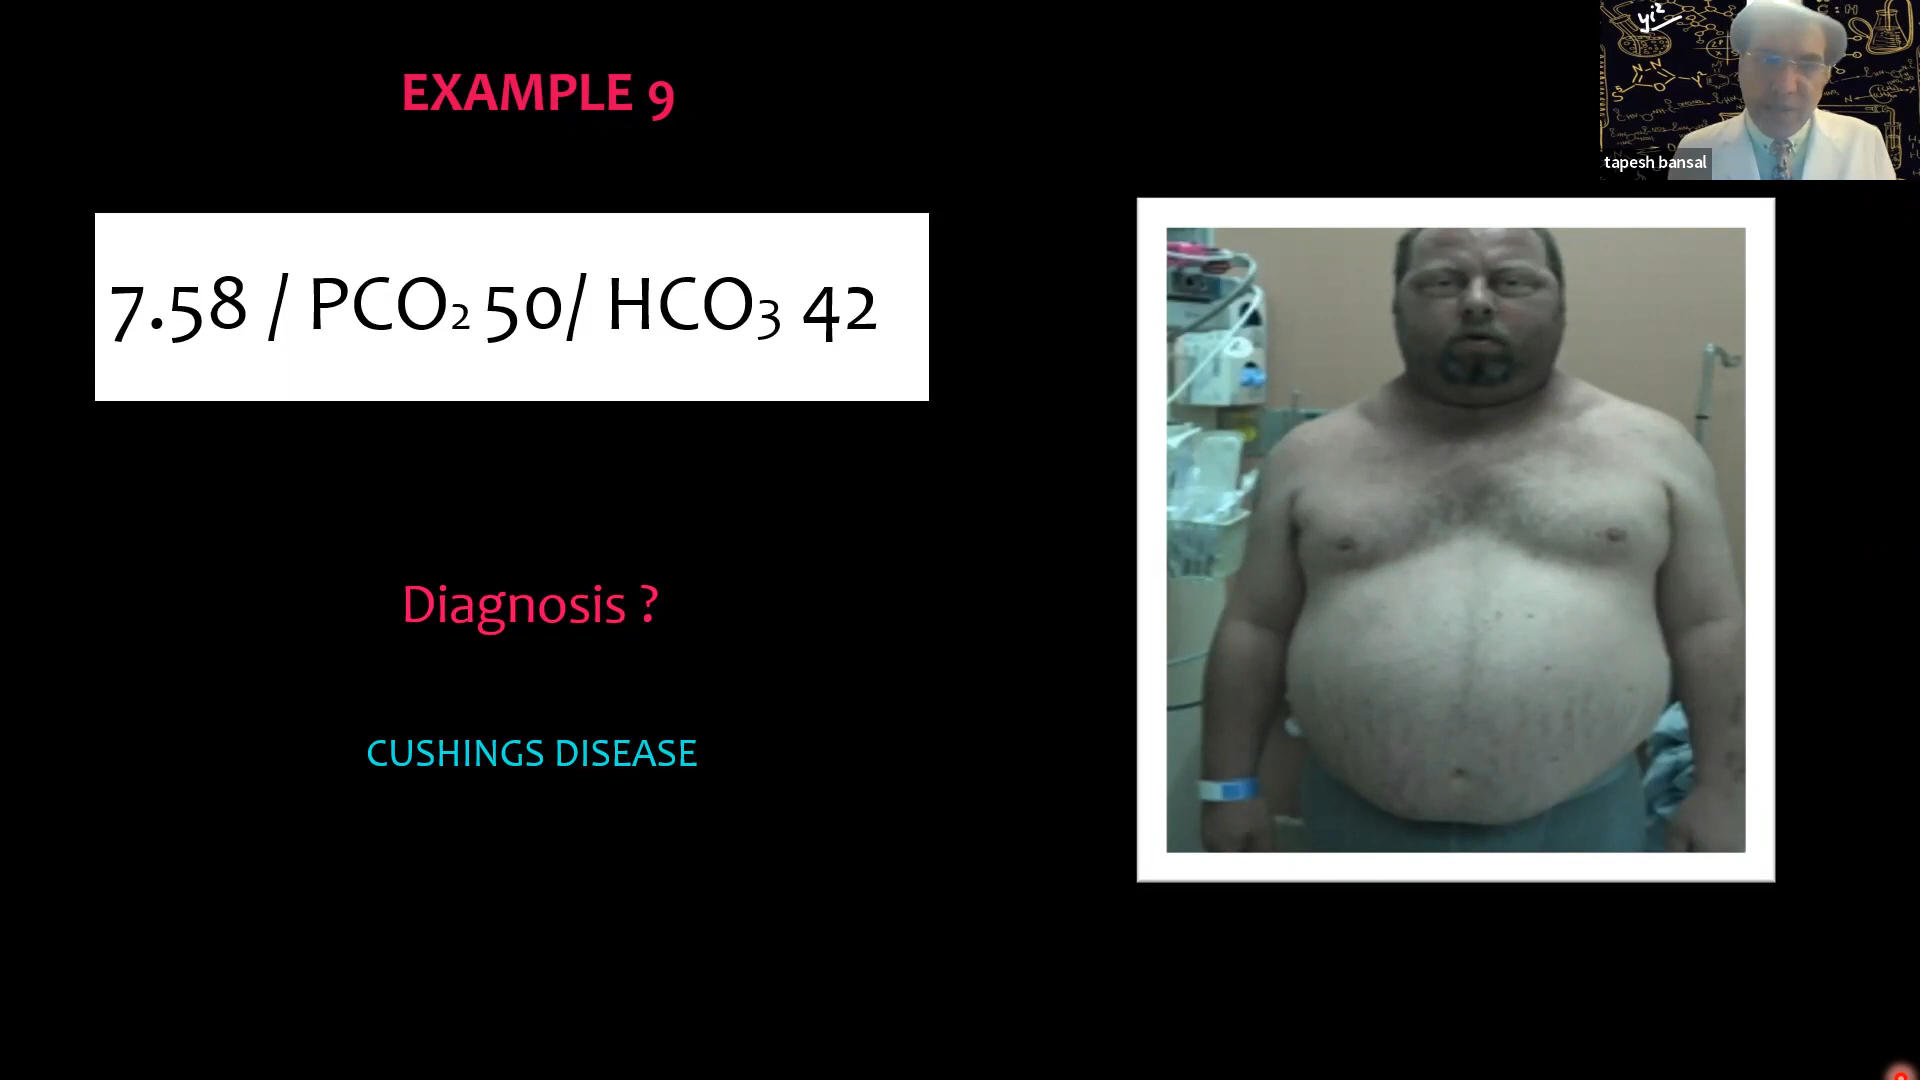 EXAMPLE 9
7.58 / PCO₂ 50/ HCO₃ 42
Diagnosis ?
CUSHINGS DISEASE
tapesh bansal